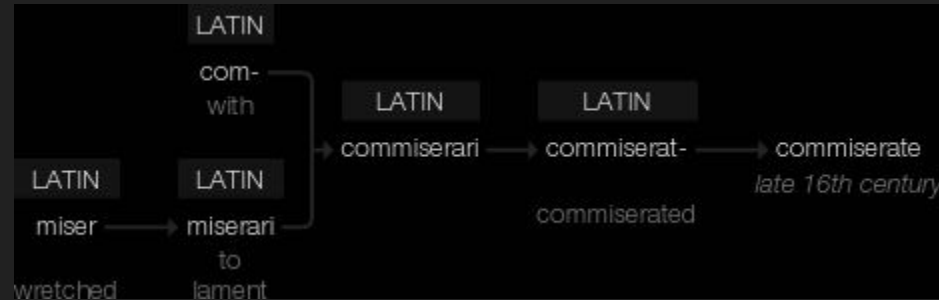 LATIN
com-
with
LATIN LATIN
commiserari commiserat- commiserate
LATIN LATIN late 16th century
miser miserari commiserated
to
wretched lament